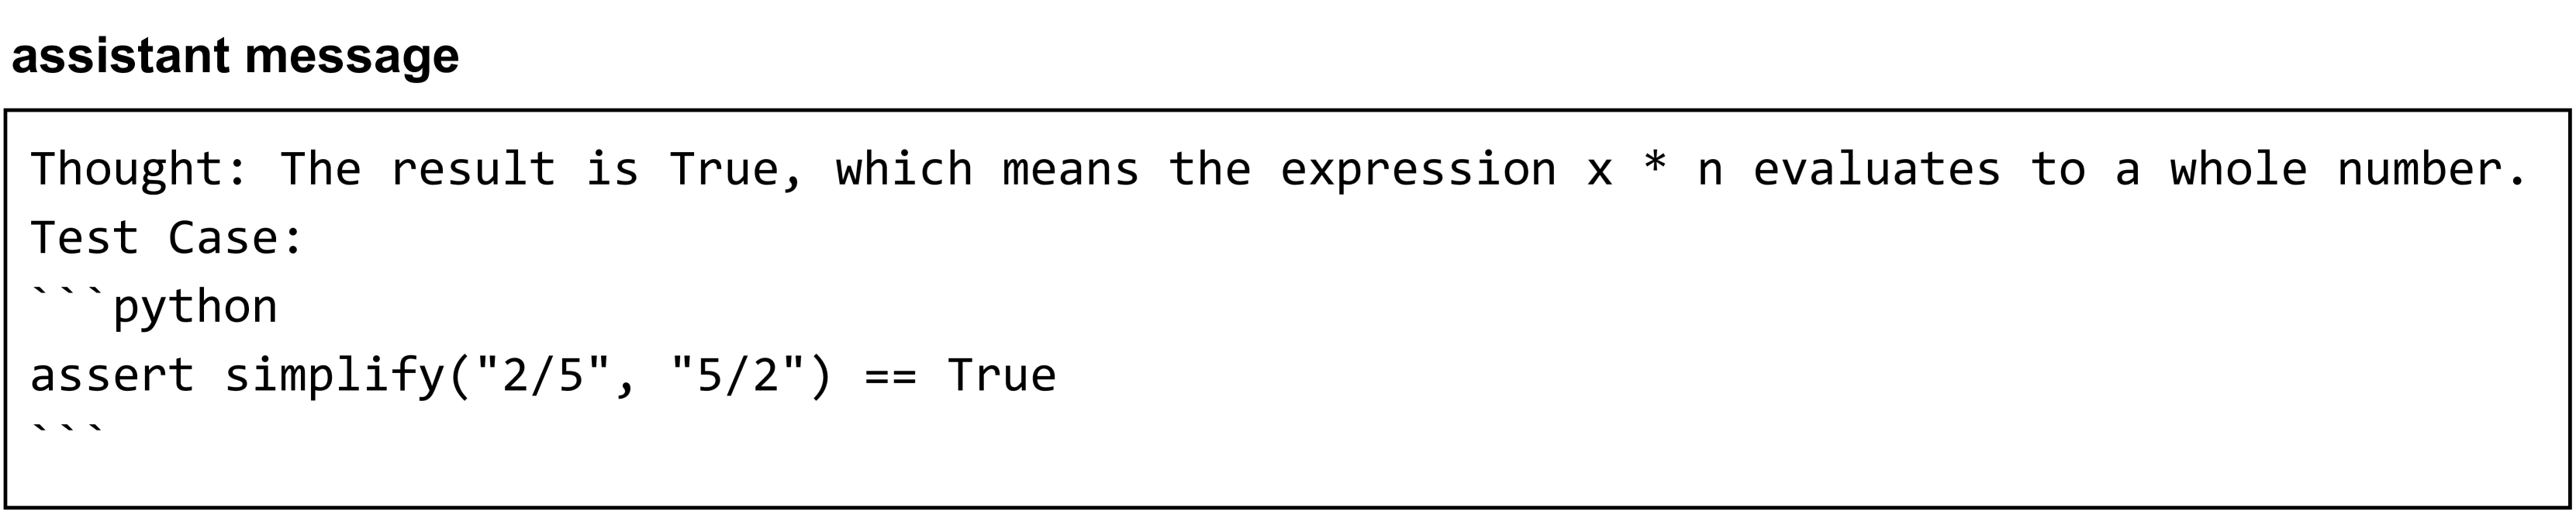 assistant message
Thought: The result is True, which means the expression x * n evaluates to a whole number.
Test Case:
```python
assert simplify("2/5", "5/2") == True
```